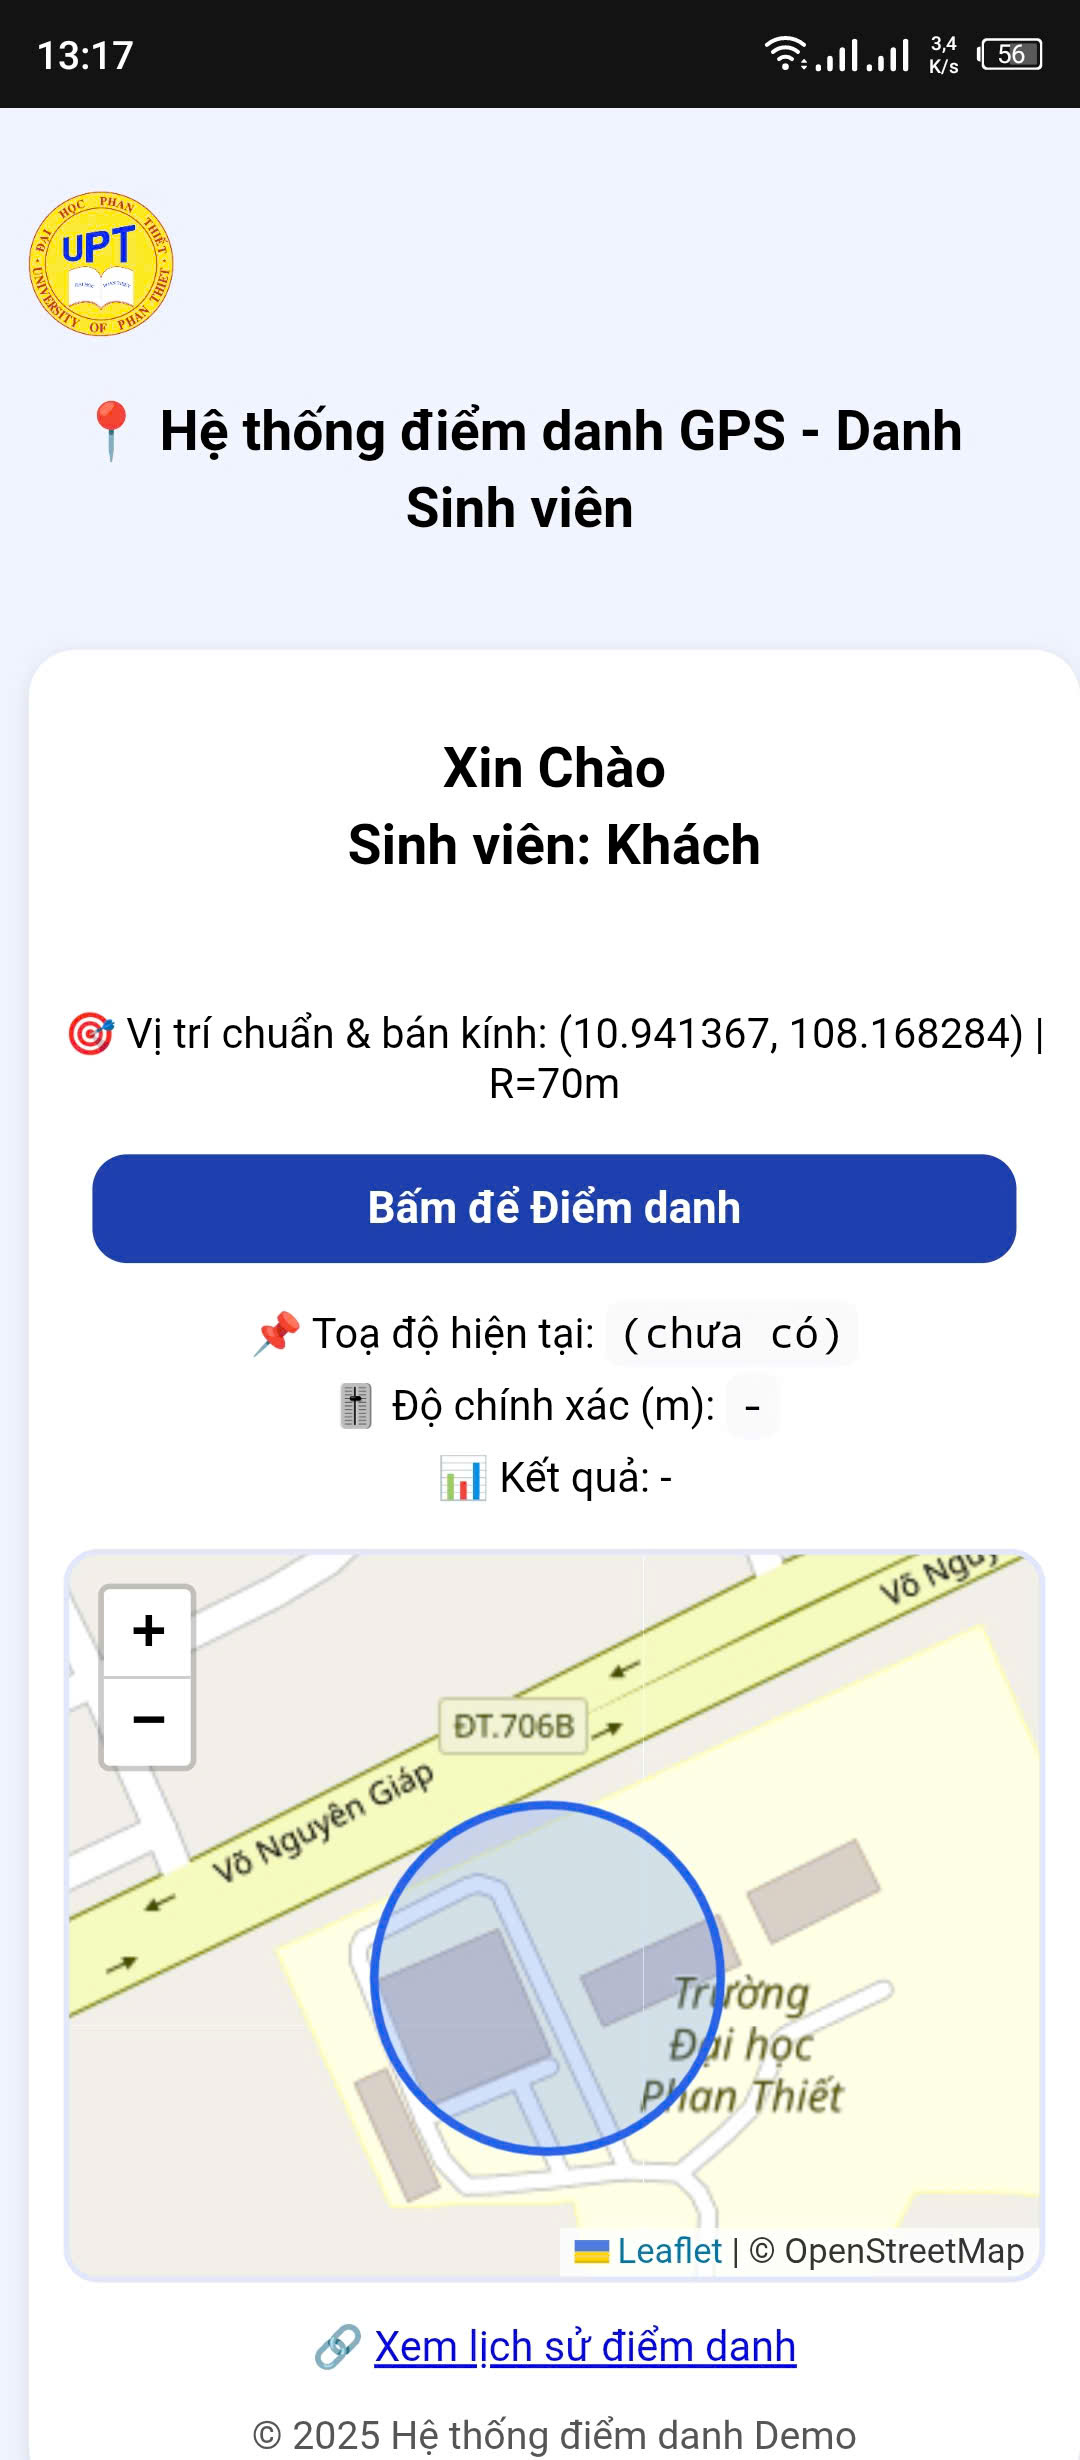 13:17
3,4
K/s
56
ĐẠI HỌC PHAN THIẾT
UPT
UNIVERSITY OF PHAN THIET
📍 Hệ thống điểm danh GPS - Danh
Sinh viên
Xin Chào
Sinh viên: Khách
🎯 Vị trí chuẩn & bán kính: (10.941367, 108.168284) |
R=70m
Bấm để Điểm danh
📌 Toạ độ hiện tại: (chưa có)
🎚 Độ chính xác (m): -
📊 Kết quả: -
+
−
Võ Nguy
ĐT.706B
Võ Nguyên Giáp
Trường
Đại học
Phan Thiết
Leaflet | © OpenStreetMap
🔗 Xem lịch sử điểm danh
© 2025 Hệ thống điểm danh Demo